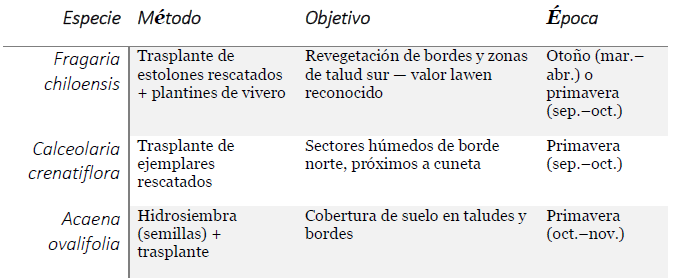 Especie Método Objetivo Época
Fragaria Trasplante de Revegetación de bordes y zonas Otoño (mar.–
chiloensis estolones rescatados de talud sur — valor lawen abr.) o
+ plantines de vivero reconocido primavera
(sep.–oct.)
Calceolaria Trasplante de Sectores húmedos de borde Primavera
crenatiflora ejemplares norte, próximos a cuneta (sep.–oct.)
rescatados
Acaena Hidrosiembra Cobertura de suelo en taludes y Primavera
ovalifolia (semillas) + bordes (oct.–nov.)
trasplante